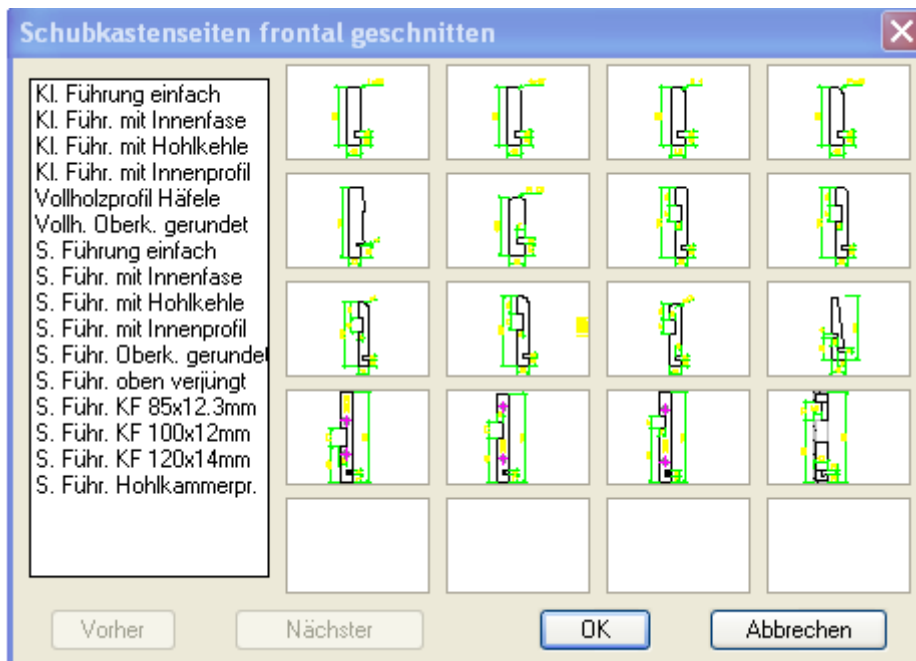 Schubkastenseiten frontal geschnitten
Kl. Führung einfach
Kl. Führ. mit Innenfase
Kl. Führ. mit Hohlkehle
Kl. Führ. mit Innenprofil
Vollholzprofil Häfele
Vollh. Oberk. gerundet
S. Führung einfach
S. Führ. mit Innenfase
S. Führ. mit Hohlkehle
S. Führ. mit Innenprofil
S. Führ. Oberk. gerundet
S. Führ. oben verjüngt
S. Führ. KF 85x12.3mm
S. Führ. KF 100x12mm
S. Führ. KF 120x14mm
S. Führ. Hohlkammerpr.
Vorher
Nächster
OK
Abbrechen